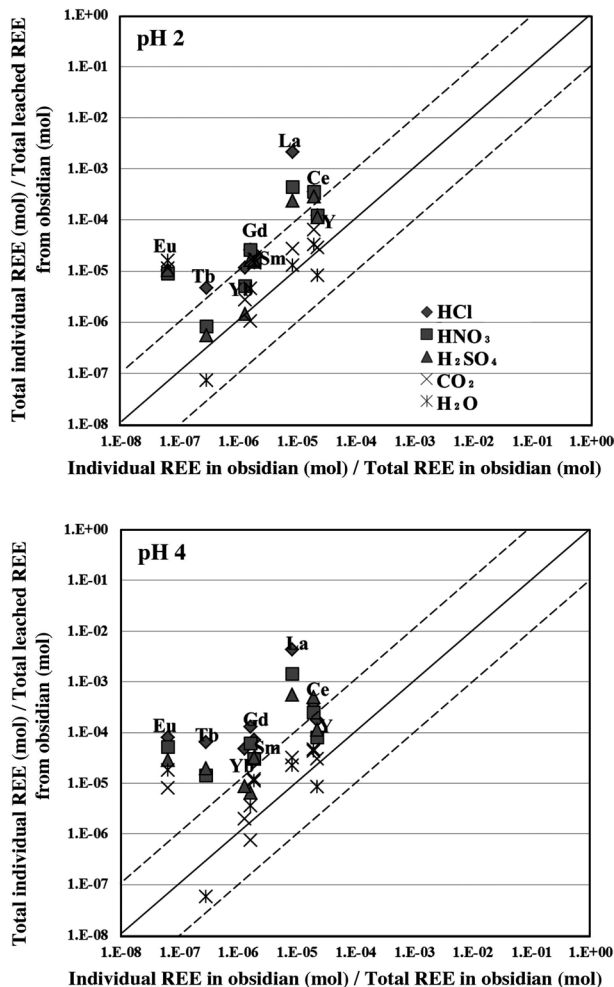 pH 2
Total individual REE (mol) / Total leached REE
from obsidian (mol)
1.E+00
1.E-01
1.E-02
1.E-03
1.E-04
1.E-05
1.E-06
1.E-07
1.E-08
La
Ce
Y
Gd
Sm
Eu
Tb
Yb
HCl
HNO₃
H₂SO₄
CO₂
H₂O
1.E-08 1.E-07 1.E-06 1.E-05 1.E-04 1.E-03 1.E-02 1.E-01 1.E+00
Individual REE in obsidian (mol) / Total REE in obsidian (mol)
pH 4
Total individual REE (mol) / Total leached REE
from obsidian (mol)
1.E+00
1.E-01
1.E-02
1.E-03
1.E-04
1.E-05
1.E-06
1.E-07
1.E-08
La
Ce
Y
Gd
Eu
Tb
Sm
Yb
1.E-08 1.E-07 1.E-06 1.E-05 1.E-04 1.E-03 1.E-02 1.E-01 1.E+00
Individual REE in obsidian (mol) / Total REE in obsidian (mol)